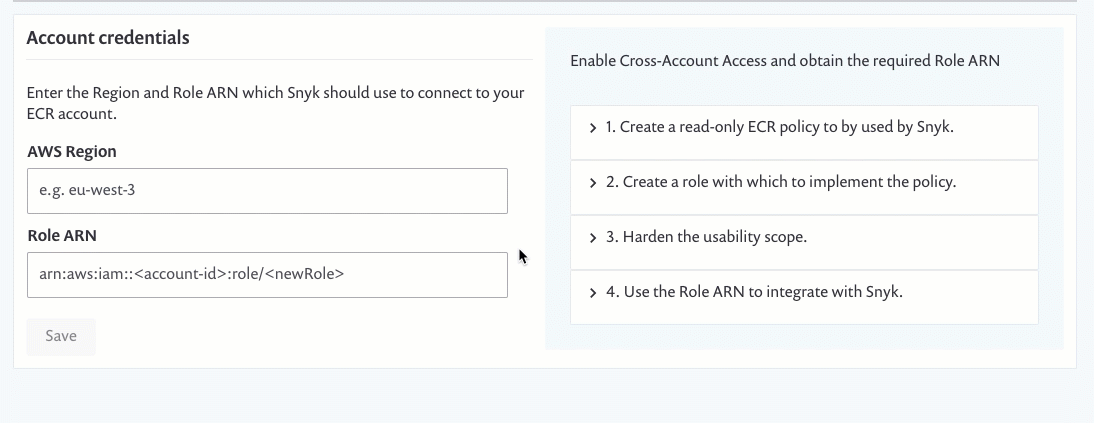 Account credentials
Enter the Region and Role ARN which Snyk should use to connect to your
ECR account.
AWS Region
e.g. eu-west-3
Role ARN
arn:aws:iam::<account-id>:role/<newRole>
Save
Enable Cross-Account Access and obtain the required Role ARN
1. Create a read-only ECR policy to by used by Snyk.
2. Create a role with which to implement the policy.
3. Harden the usability scope.
4. Use the Role ARN to integrate with Snyk.